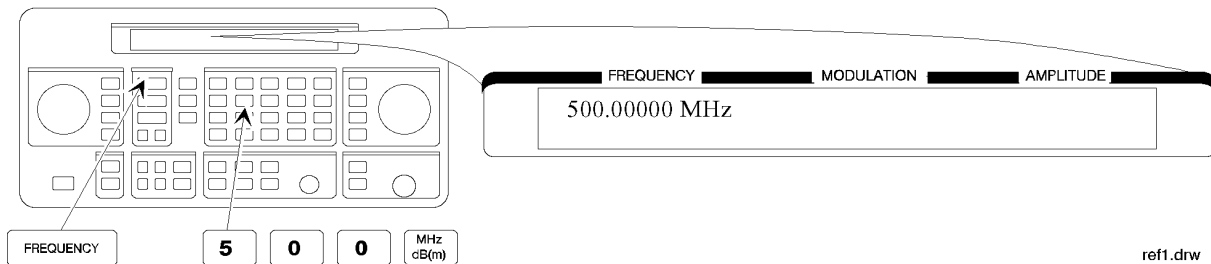 FREQUENCY MODULATION AMPLITUDE
500.00000 MHz
FREQUENCY 5 0 0 MHz
dB(m)
ref1.drw